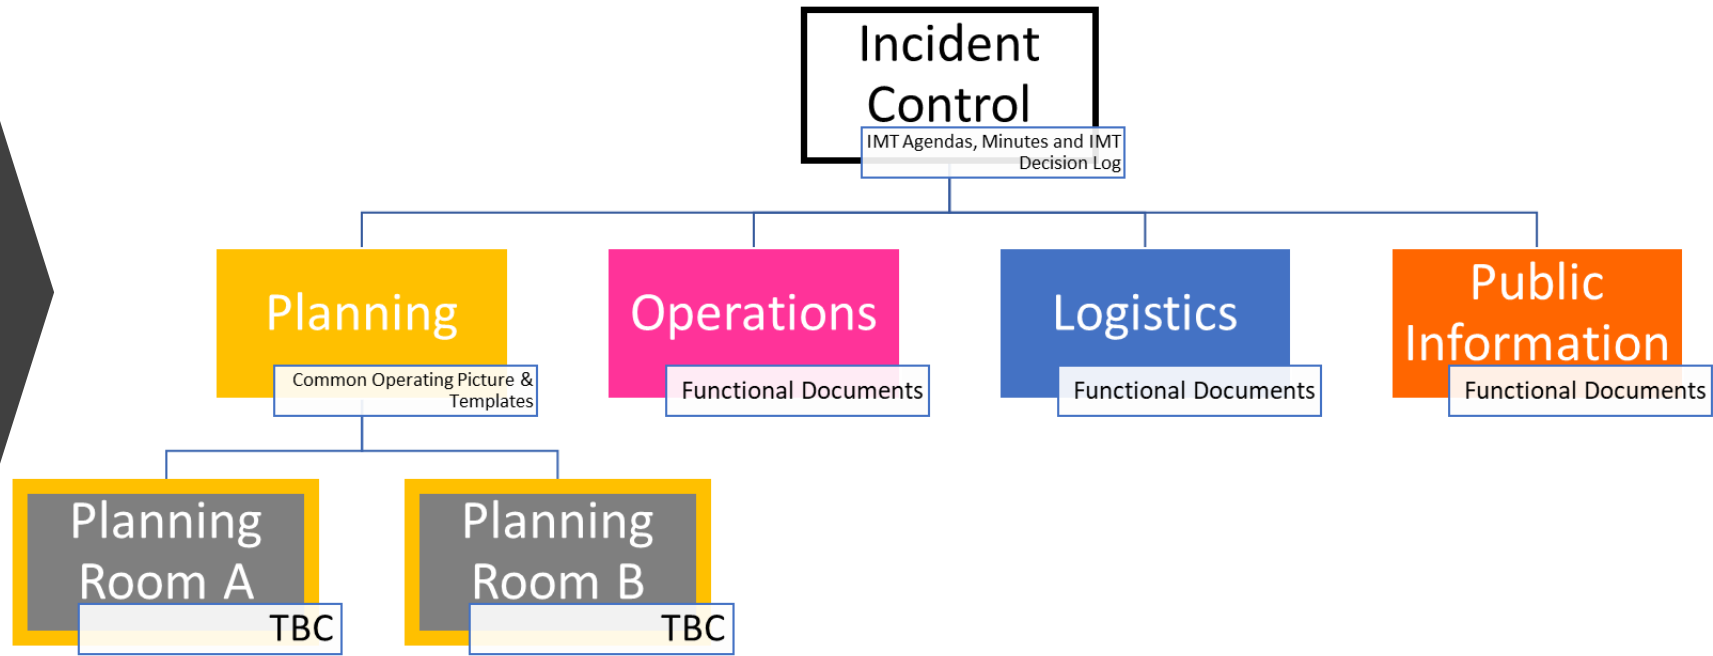 Incident
Control
IMT Agendas, Minutes and IMT
Decision Log
Planning
Common Operating Picture &
Templates
Operations
Functional Documents
Logistics
Functional Documents
Public
Information
Functional Documents
Planning
Room A
TBC
Planning
Room B
TBC